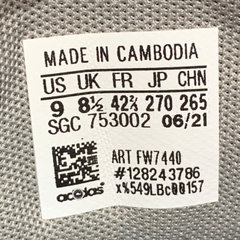 MADE IN CAMBODIA
US UK FR JP CHN
9 8½ 42⅔ 270 265
SGC 753002 06/21
ART FW7440
#128243786
adidas x%549LBc00157